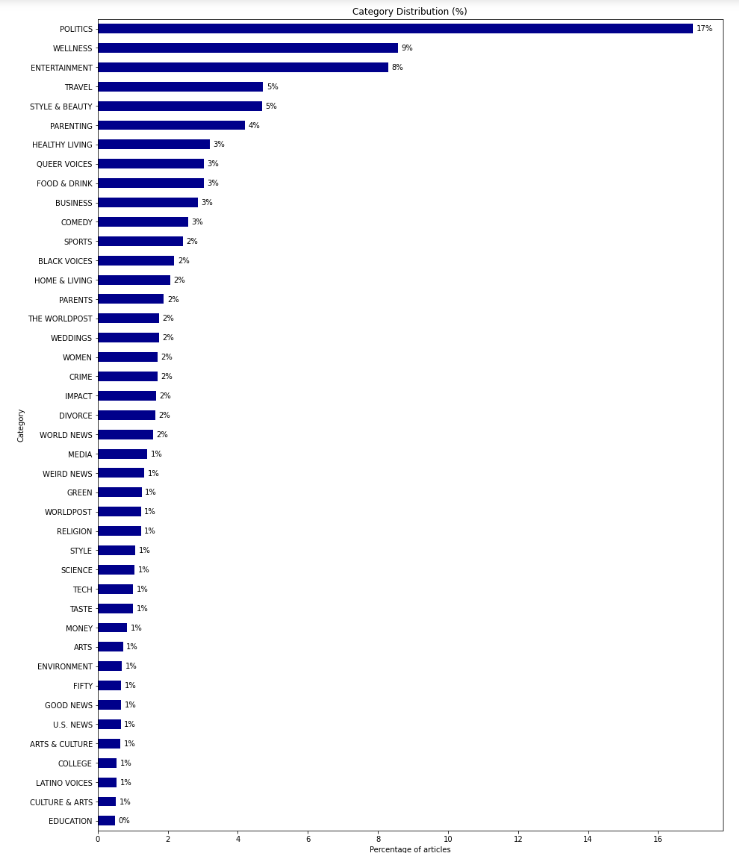 Category Distribution (%)
POLITICS 17%
WELLNESS 9%
ENTERTAINMENT 8%
TRAVEL 5%
STYLE & BEAUTY 5%
PARENTING 4%
HEALTHY LIVING 3%
QUEER VOICES 3%
FOOD & DRINK 3%
BUSINESS 3%
COMEDY 3%
SPORTS 2%
BLACK VOICES 2%
HOME & LIVING 2%
PARENTS 2%
THE WORLDPOST 2%
WEDDINGS 2%
WOMEN 2%
CRIME 2%
IMPACT 2%
DIVORCE 2%
WORLD NEWS 2%
MEDIA 1%
WEIRD NEWS 1%
GREEN 1%
WORLDPOST 1%
RELIGION 1%
STYLE 1%
SCIENCE 1%
TECH 1%
TASTE 1%
MONEY 1%
ARTS 1%
ENVIRONMENT 1%
FIFTY 1%
GOOD NEWS 1%
U.S. NEWS 1%
ARTS & CULTURE 1%
COLLEGE 1%
LATINO VOICES 1%
CULTURE & ARTS 1%
EDUCATION 0%
Category
0 2 4 6 8 10 12 14 16
Percentage of articles